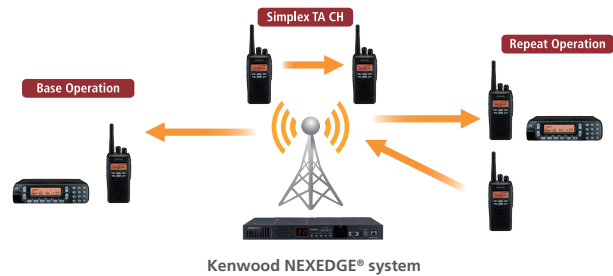 Simplex TA CH
Repeat Operation
Base Operation
Kenwood NEXEDGE® system